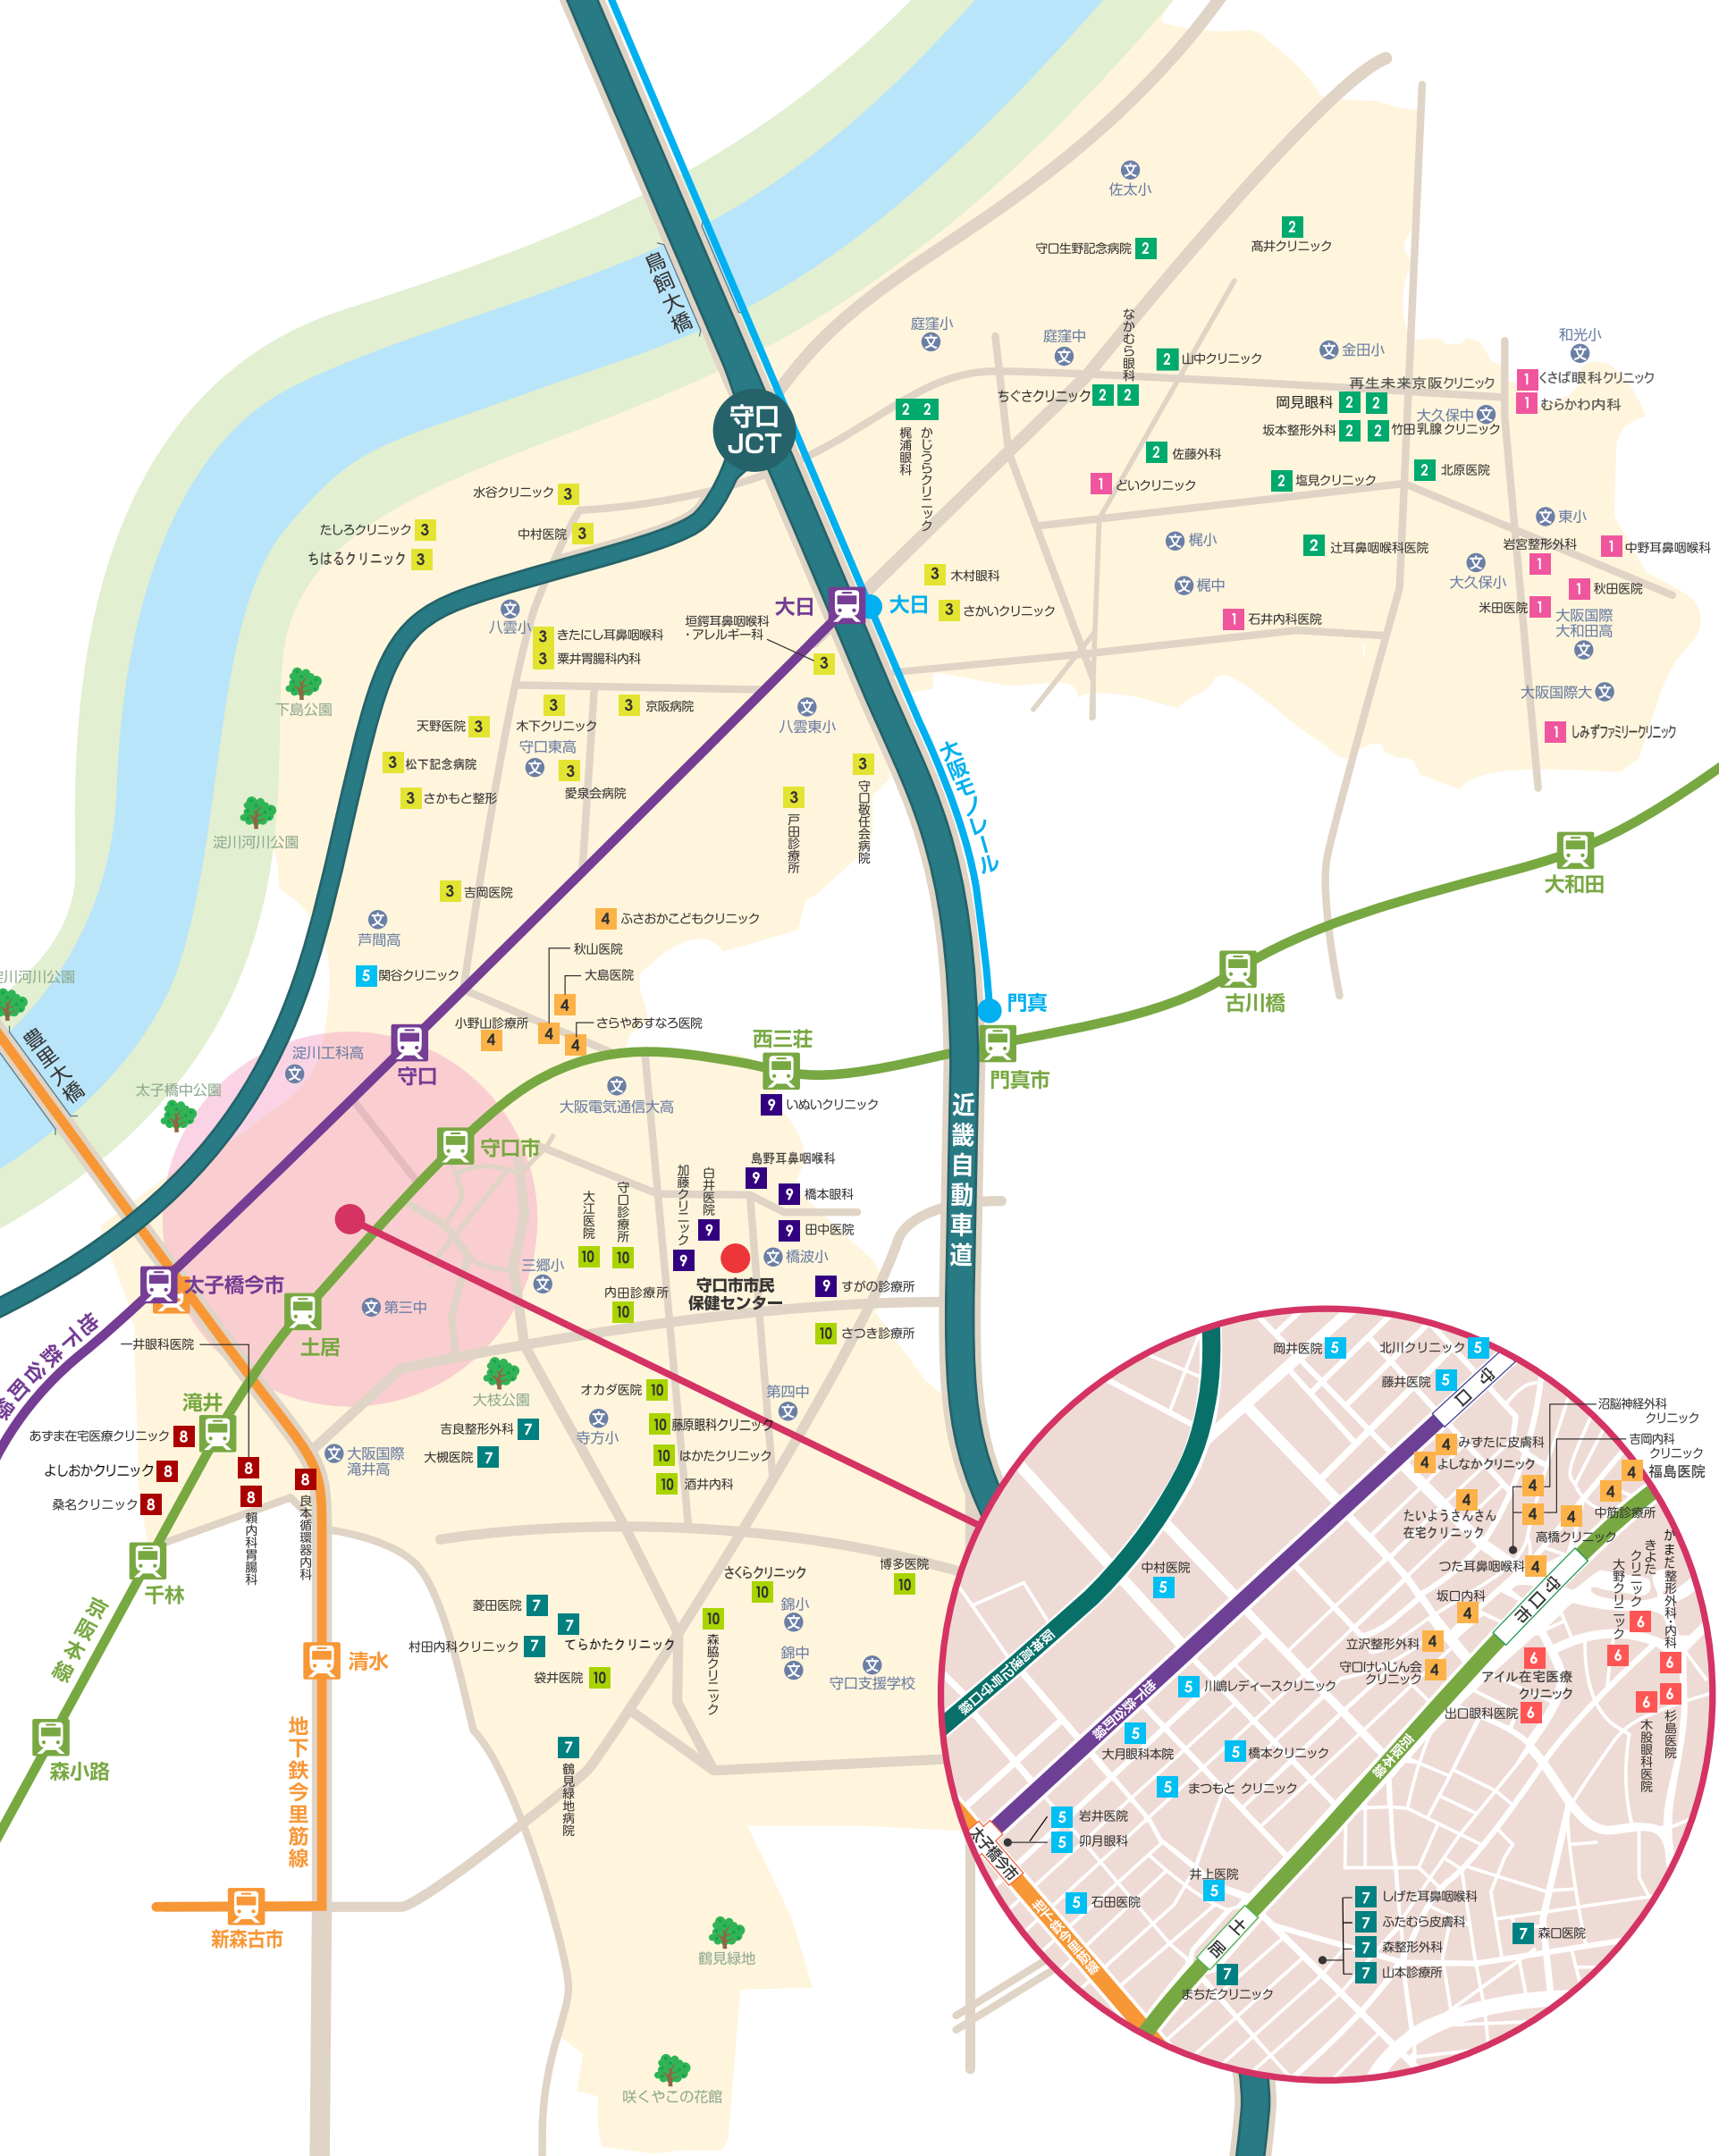 佐太小
守口生野記念病院 2
2
髙井クリニック
鳥飼大橋
庭窪小
庭窪中
なかむら眼科
2 山中クリニック
金田小
和光小
再生未来京阪クリニック
1 くさば眼科クリニック
ちぐさクリニック 2 2
岡見眼科 2 2
1 むらかわ内科
2 2
大久保中
守口
JCT
梶浦眼科
かじうらクリニック
坂本整形外科 2 2 竹田乳腺クリニック
2 佐藤外科
2 北原医院
1 どいクリニック
2 塩見クリニック
水谷クリニック 3
たしろクリニック 3
中村医院 3
ちはるクリニック 3
東小
梶小
2 辻耳鼻咽喉科医院
岩宮整形外科
1
1 中野耳鼻咽喉科
大久保小
3 木村眼科
梶中
1 秋田医院
大日
大日
3 さかいクリニック
米田医院 1
1 石井内科医院
大阪国際
大和田高
垣鍔耳鼻咽喉科
・アレルギー科
3
八雲小
3 きたにし耳鼻咽喉科
3 粟井胃腸科内科
1
下島公園
3
木下クリニック
3 京阪病院
大阪国際大
天野医院 3
八雲東小
1 しみずファミリークリニック
守口東高
3 松下記念病院
3
愛泉会病院
3
守口敬任会病院
大阪モノレール
3 さかもと整形
3
戸田診療所
淀川河川公園
大和田
3 吉岡医院
芦間高
4 ふさおかこどもクリニック
秋山医院
5 関谷クリニック
大島医院
淀川河川公園
古川橋
4
門真
小野山診療所
4
4
4
さらやあすなろ医院
西三荘
豊里大橋
淀川工科高
守口
門真市
太子橋中公園
大阪電気通信大高
9 いぬいクリニック
近畿自動車道
守口市
島野耳鼻咽喉科
9
加藤クリニック
9
白井医院
9
9 橋本眼科
大江医院
10
守口診療所
10
9 田中医院
橋波小
三郷小
守口市市民
保健センター
太子橋今市
9 すがの診療所
内田診療所
10
第三中
10 さつき診療所
地下鉄谷町線
一井眼科医院
土居
大枝公園
オカダ医院 10
第四中
滝井
あずま在宅医療クリニック 8
吉良整形外科 7
寺方小
10 藤原眼科クリニック
よしおかクリニック 8
8
8
大槻医院 7
10 はかたクリニック
大阪国際
滝井高
桑名クリニック 8
8
頼内科胃腸科
良本循環器内科
10 酒井内科
千林
京阪本線
さくらクリニック
10
博多医院
10
菱田医院 7
7
てらかたクリニック
錦小
村田内科クリニック 7
10
森脇クリニック
錦中
清水
袋井医院 10
守口支援学校
森小路
地下鉄今里筋線
7
鶴見緑地病院
新森古市
鶴見緑地
咲くやこの花館
岡井医院 5
北川クリニック 5
藤井医院 5
守口
沼脳神経外科
クリニック
4 みずたに皮膚科
吉岡内科
クリニック
4 よしなかクリニック
4 福島医院
4
4
4
たいようさんさん
在宅クリニック
4
4
高橋クリニック
中筋診療所
中村医院
5
つた耳鼻咽喉科 4
守口市
坂口内科
4
きよた
クリニック
6
大野クリニック
6
かまだ整形外科・内科
6
立沢整形外科 4
守口けいじん会
クリニック
4
6
アイル在宅医療
クリニック
阪神高速12号守口線
5 川嶋レディースクリニック
地下鉄谷町線
出口眼科医院 6
6
木股眼科医院
6
杉島医院
5
大月眼科本院
5 橋本クリニック
京阪本線
5 まつもと クリニック
5 岩井医院
5 卯月眼科
太子橋今市
井上医院
5
5 石田医院
地下鉄今里筋線
土居
7 しげた耳鼻咽喉科
7 ふたむら皮膚科
7 森整形外科
7 山本診療所
7 森口医院
7
まちだクリニック